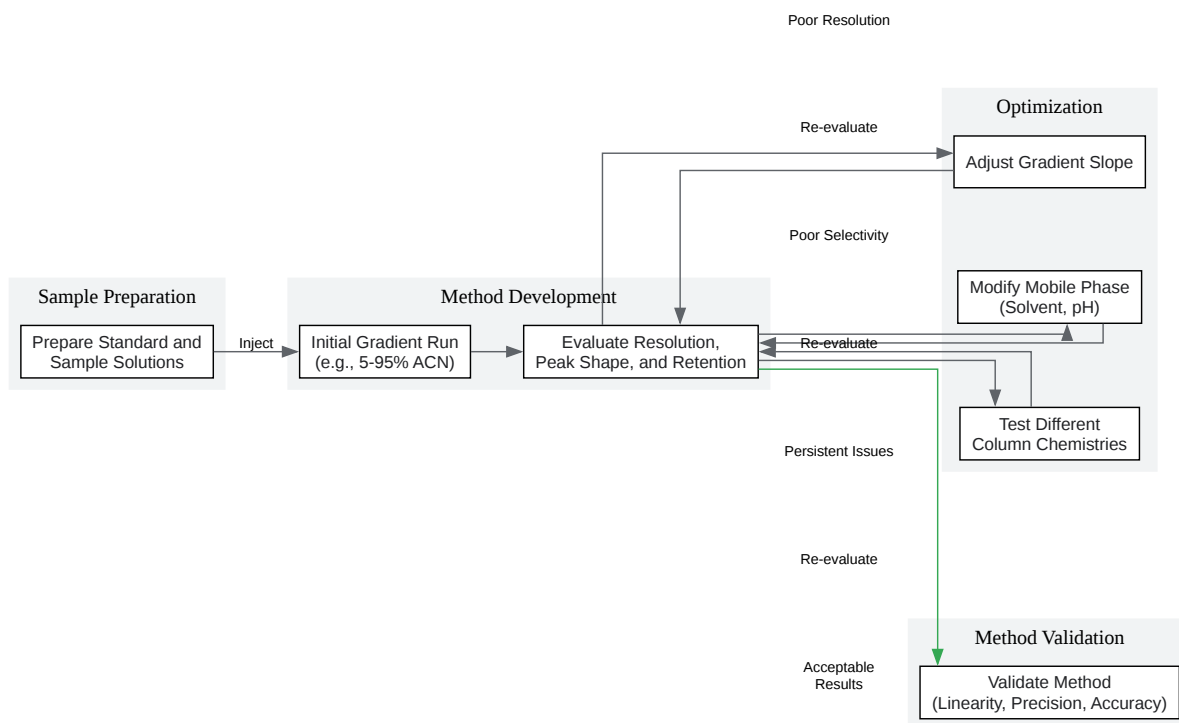 Poor Resolution
Optimization
Re-evaluate
Adjust Gradient Slope
Poor Selectivity
Sample Preparation
Method Development
Modify Mobile Phase
(Solvent, pH)
Prepare Standard and
Sample Solutions
Inject
Initial Gradient Run
(e.g., 5-95% ACN)
Evaluate Resolution,
Peak Shape, and Retention
Re-evaluate
Test Different
Column Chemistries
Persistent Issues
Re-evaluate
Method Validation
Acceptable
Results
Validate Method
(Linearity, Precision, Accuracy)